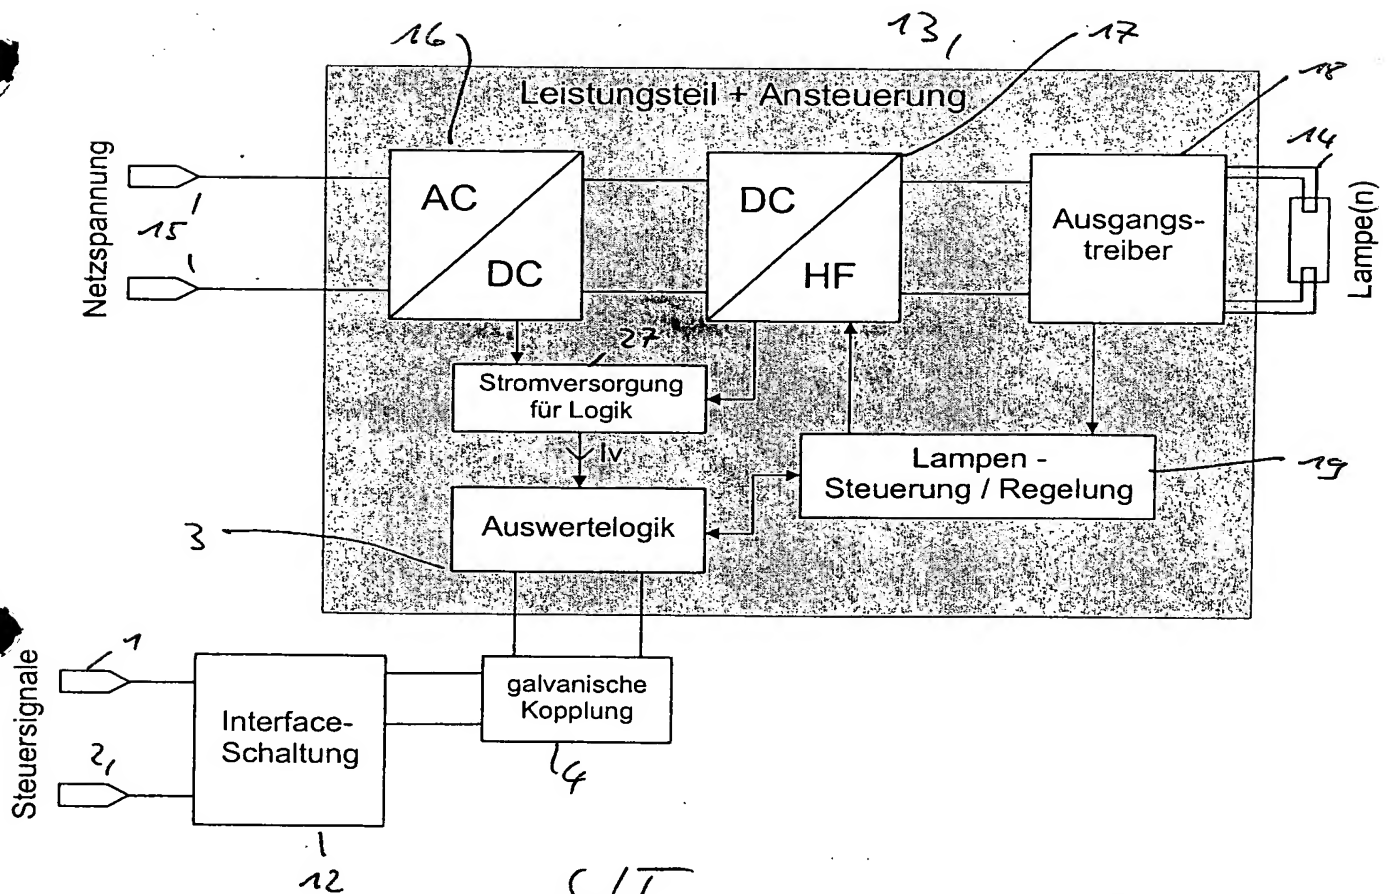 16
13
17
18
Leistungsteil + Ansteuerung
14
Netzspannung
15
AC
DC
DC
HF
Ausgangs-
treiber
Lampe(n)
27
Stromversorgung
für Logik
Iv
Lampen -
Steuerung / Regelung
19
Auswertelogik
3
Steuersignale
1
2
Interface-
Schaltung
galvanische
Kopplung
4
12